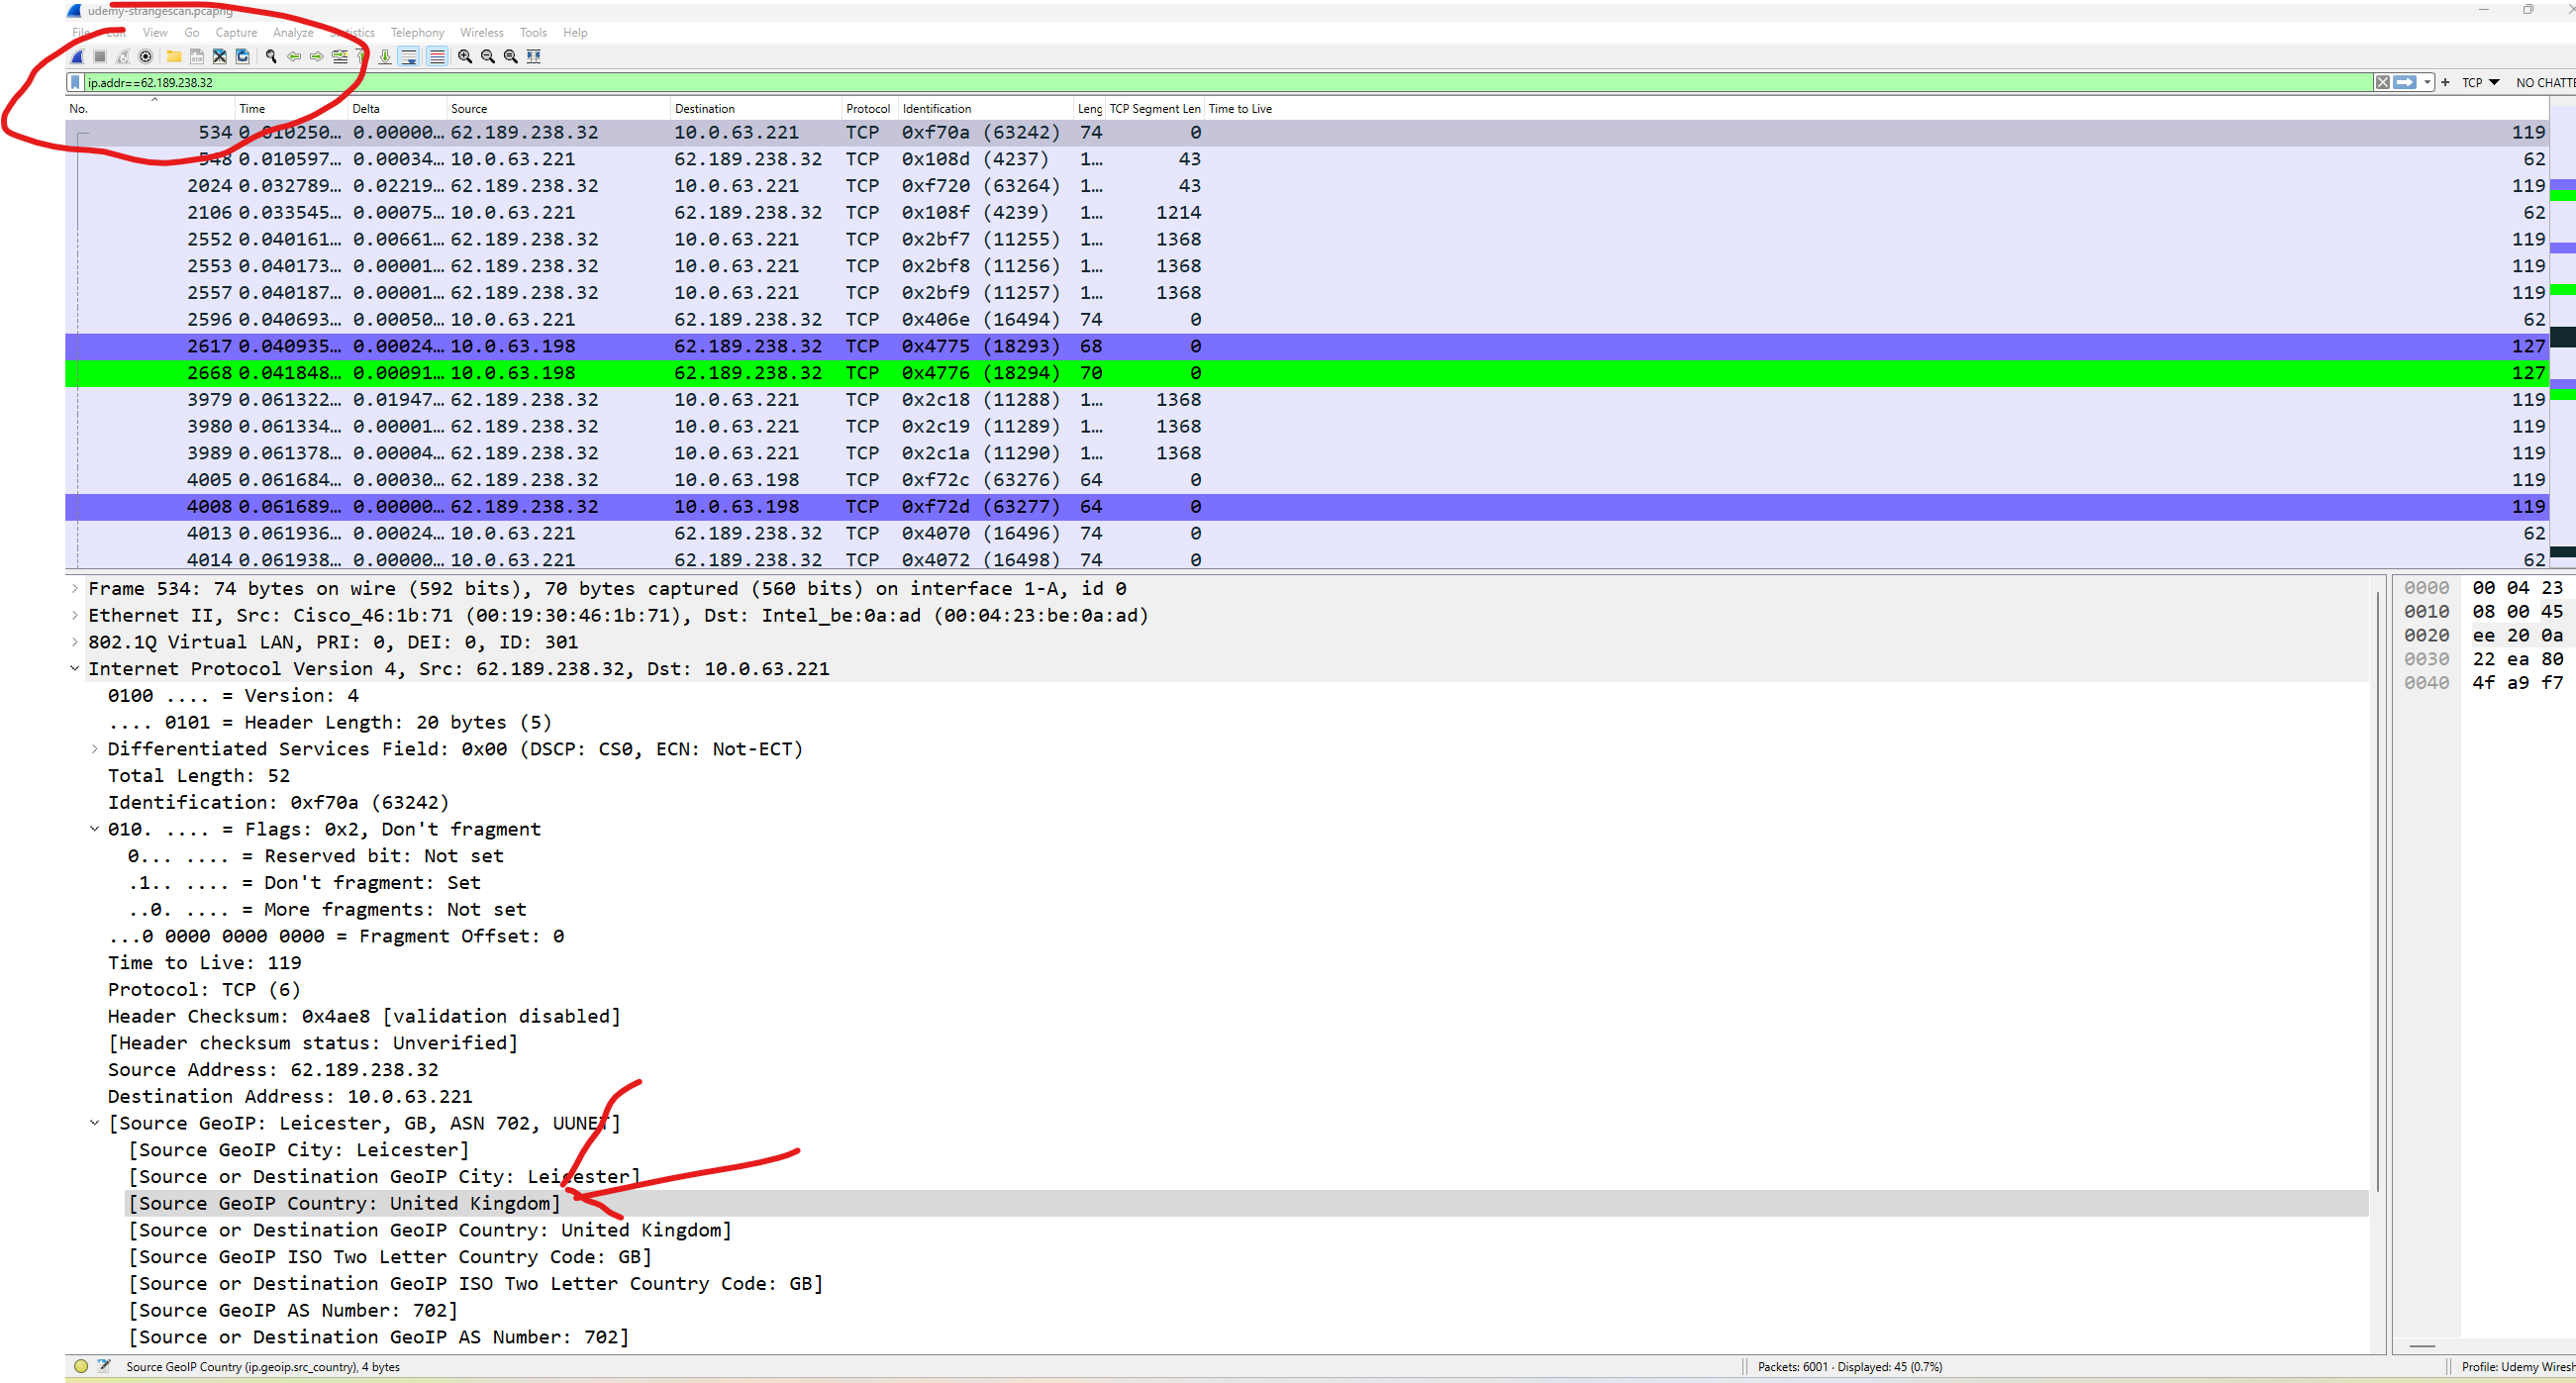 udemy-strangescan.pcapng
File Edit View Go Capture Analyze Statistics Telephony Wireless Tools Help
ip.addr==62.189.238.32 + TCP NO CHATTE
No. Time Delta Source Destination Protocol Identification Leng TCP Segment Len Time to Live
534 0.010250… 0.00000… 62.189.238.32 10.0.63.221 TCP 0xf70a (63242) 74 0 119
548 0.010597… 0.00034… 10.0.63.221 62.189.238.32 TCP 0x108d (4237) 1… 43 62
2024 0.032789… 0.02219… 62.189.238.32 10.0.63.221 TCP 0xf720 (63264) 1… 43 119
2106 0.033545… 0.00075… 10.0.63.221 62.189.238.32 TCP 0x108f (4239) 1… 1214 62
2552 0.040161… 0.00661… 62.189.238.32 10.0.63.221 TCP 0x2bf7 (11255) 1… 1368 119
2553 0.040173… 0.00001… 62.189.238.32 10.0.63.221 TCP 0x2bf8 (11256) 1… 1368 119
2557 0.040187… 0.00001… 62.189.238.32 10.0.63.221 TCP 0x2bf9 (11257) 1… 1368 119
2596 0.040693… 0.00050… 10.0.63.221 62.189.238.32 TCP 0x406e (16494) 74 0 62
2617 0.040935… 0.00024… 10.0.63.198 62.189.238.32 TCP 0x4775 (18293) 68 0 127
2668 0.041848… 0.00091… 10.0.63.198 62.189.238.32 TCP 0x4776 (18294) 70 0 127
3979 0.061322… 0.01947… 62.189.238.32 10.0.63.221 TCP 0x2c18 (11288) 1… 1368 119
3980 0.061334… 0.00001… 62.189.238.32 10.0.63.221 TCP 0x2c19 (11289) 1… 1368 119
3989 0.061378… 0.00004… 62.189.238.32 10.0.63.221 TCP 0x2c1a (11290) 1… 1368 119
4005 0.061684… 0.00030… 62.189.238.32 10.0.63.198 TCP 0xf72c (63276) 64 0 119
4008 0.061689… 0.00000… 62.189.238.32 10.0.63.198 TCP 0xf72d (63277) 64 0 119
4013 0.061936… 0.00024… 10.0.63.221 62.189.238.32 TCP 0x4070 (16496) 74 0 62
4014 0.061938… 0.00000… 10.0.63.221 62.189.238.32 TCP 0x4072 (16498) 74 0 62
Frame 534: 74 bytes on wire (592 bits), 70 bytes captured (560 bits) on interface 1-A, id 0
Ethernet II, Src: Cisco_46:1b:71 (00:19:30:46:1b:71), Dst: Intel_be:0a:ad (00:04:23:be:0a:ad)
802.1Q Virtual LAN, PRI: 0, DEI: 0, ID: 301
Internet Protocol Version 4, Src: 62.189.238.32, Dst: 10.0.63.221
0100 .... = Version: 4
.... 0101 = Header Length: 20 bytes (5)
Differentiated Services Field: 0x00 (DSCP: CS0, ECN: Not-ECT)
Total Length: 52
Identification: 0xf70a (63242)
010. .... = Flags: 0x2, Don't fragment
0... .... = Reserved bit: Not set
.1.. .... = Don't fragment: Set
..0. .... = More fragments: Not set
...0 0000 0000 0000 = Fragment Offset: 0
Time to Live: 119
Protocol: TCP (6)
Header Checksum: 0x4ae8 [validation disabled]
[Header checksum status: Unverified]
Source Address: 62.189.238.32
Destination Address: 10.0.63.221
[Source GeoIP: Leicester, GB, ASN 702, UUNET]
[Source GeoIP City: Leicester]
[Source or Destination GeoIP City: Leicester]
[Source GeoIP Country: United Kingdom]
[Source or Destination GeoIP Country: United Kingdom]
[Source GeoIP ISO Two Letter Country Code: GB]
[Source or Destination GeoIP ISO Two Letter Country Code: GB]
[Source GeoIP AS Number: 702]
[Source or Destination GeoIP AS Number: 702]
0000 00 04 23
0010 08 00 45
0020 ee 20 0a
0030 22 ea 80
0040 4f a9 f7
Source GeoIP Country (ip.geoip.src_country), 4 bytes
Packets: 6001 · Displayed: 45 (0.7%)
Profile: Udemy Wiresh